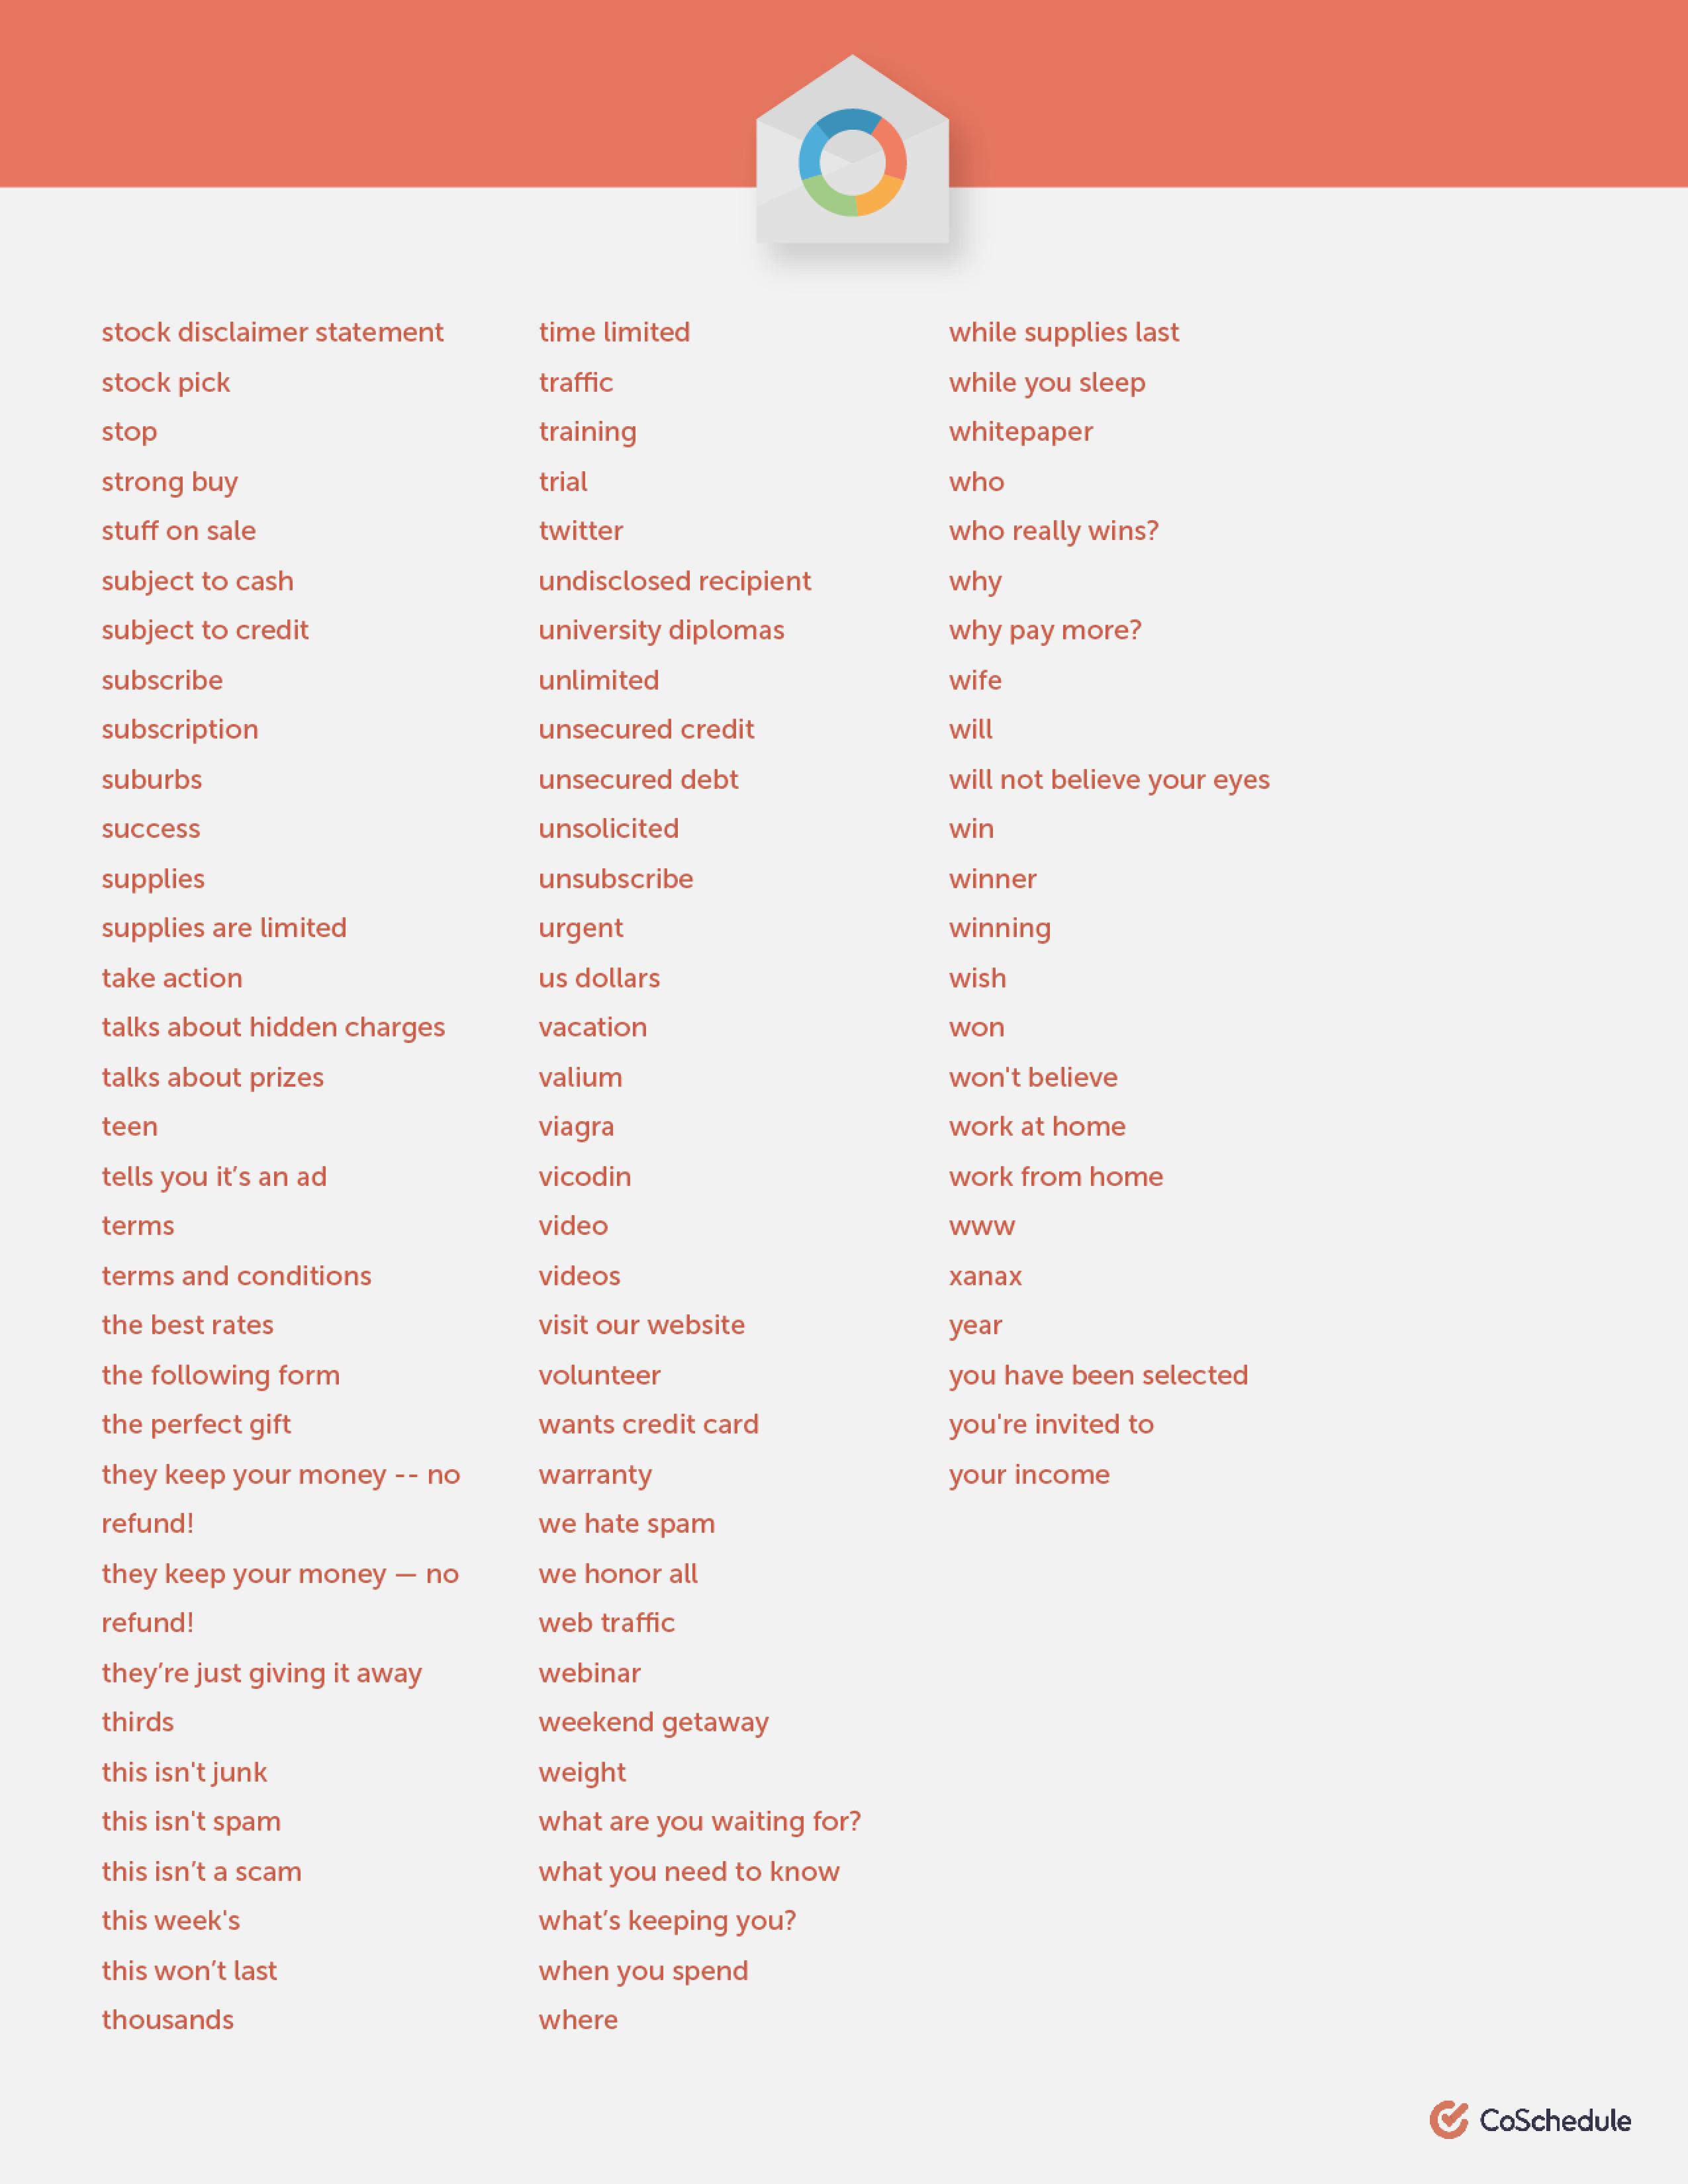 stock disclaimer statement
stock pick
stop
strong buy
stuff on sale
subject to cash
subject to credit
subscribe
subscription
suburbs
success
supplies
supplies are limited
take action
talks about hidden charges
talks about prizes
teen
tells you it’s an ad
terms
terms and conditions
the best rates
the following form
the perfect gift
they keep your money -- no
refund!
they keep your money — no
refund!
they’re just giving it away
thirds
this isn't junk
this isn't spam
this isn’t a scam
this week's
this won’t last
thousands
time limited
traffic
training
trial
twitter
undisclosed recipient
university diplomas
unlimited
unsecured credit
unsecured debt
unsolicited
unsubscribe
urgent
us dollars
vacation
valium
viagra
vicodin
video
videos
visit our website
volunteer
wants credit card
warranty
we hate spam
we honor all
web traffic
webinar
weekend getaway
weight
what are you waiting for?
what you need to know
what’s keeping you?
when you spend
where
while supplies last
while you sleep
whitepaper
who
who really wins?
why
why pay more?
wife
will
will not believe your eyes
win
winner
winning
wish
won
won't believe
work at home
work from home
www
xanax
year
you have been selected
you're invited to
your income
CoSchedule